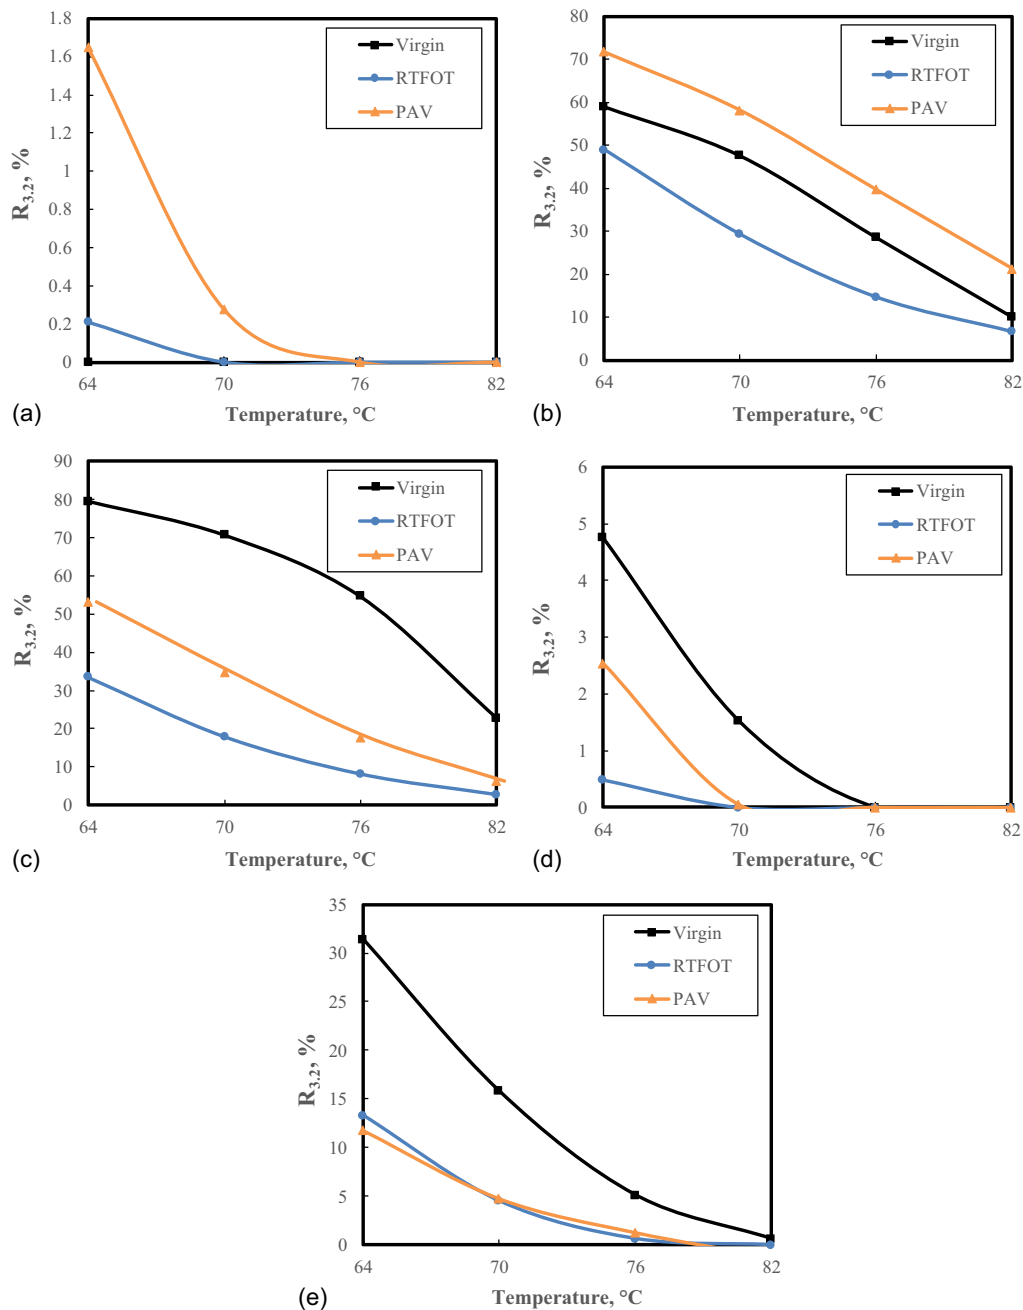 1.8
1.6
1.4
1.2
1
0.8
0.6
0.4
0.2
0
R3.2, %
Virgin
RTFOT
PAV
64 70 76 82
Temperature, °C
(a)
80
70
60
50
40
30
20
10
0
R3.2, %
Virgin
RTFOT
PAV
64 70 76 82
Temperature, °C
(b)
90
80
70
60
50
40
30
20
10
0
R3.2, %
Virgin
RTFOT
PAV
64 70 76 82
Temperature, °C
(c)
6
5
4
3
2
1
0
R3.2, %
Virgin
RTFOT
PAV
64 70 76 82
Temperature, °C
(d)
35
30
25
20
15
10
5
0
R3.2, %
Virgin
RTFOT
PAV
64 70 76 82
Temperature, °C
(e)